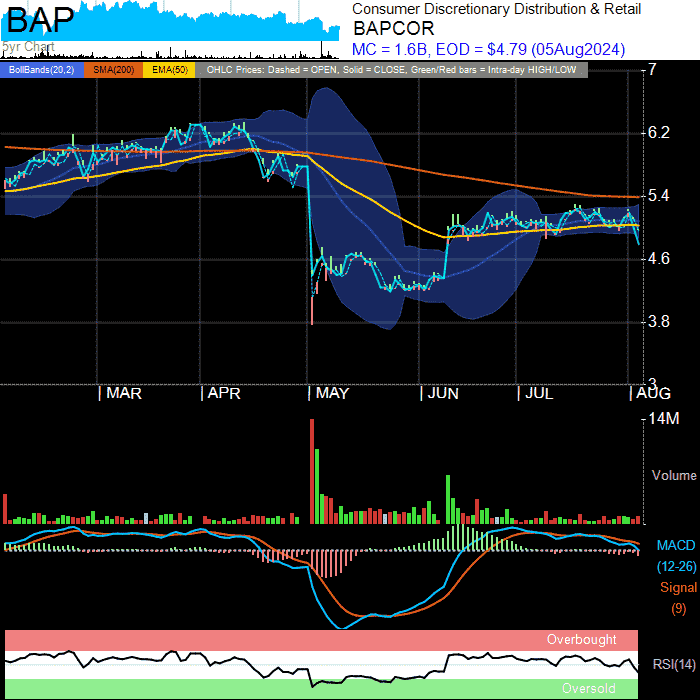 BAP
5yr Chart
Consumer Discretionary Distribution & Retail
BAPCOR
MC = 1.6B, EOD = $4.79 (05Aug2024)
BollBands(20,2) SMA(200) EMA(50) OHLC Prices: Dashed = OPEN, Solid = CLOSE, Green/Red bars = Intra-day HIGH/LOW
7
6.2
5.4
4.6
3.8
3
| MAR | APR | MAY | JUN | JUL | AUG
14M
Volume
MACD
(12-26)
Signal
(9)
Overbought
RSI(14)
Oversold